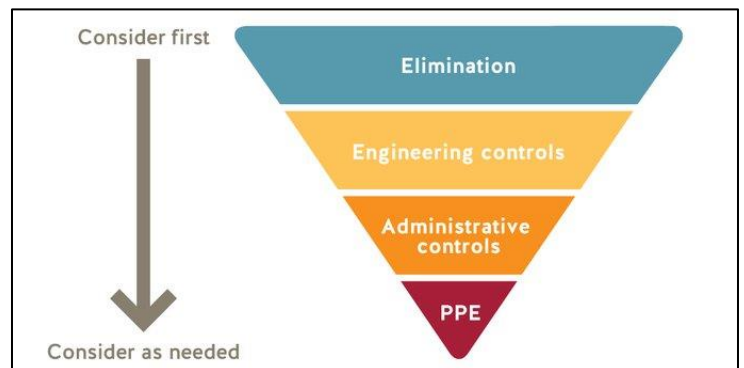 Consider first
Elimination
Engineering controls
Administrative
controls
PPE
Consider as needed